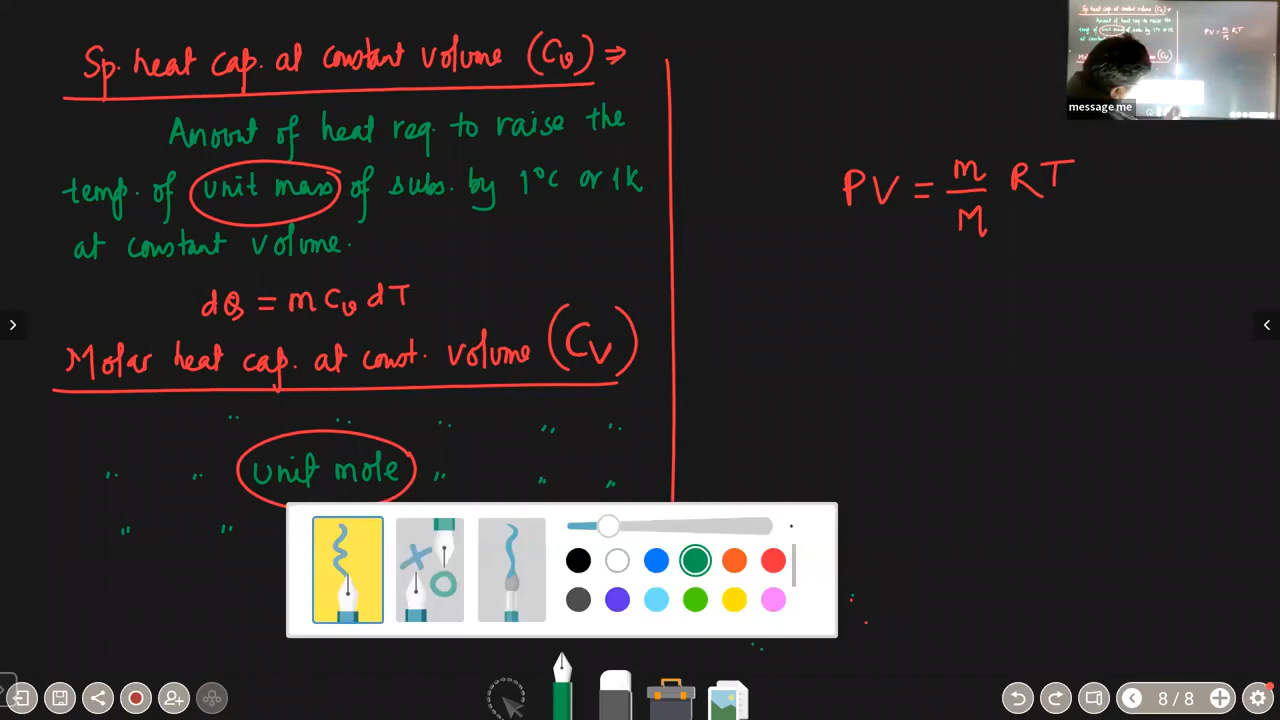 Sp. heat cap. at constant volume (Cv) ⇒
Amount of heat req. to raise the
temp. of unit mass of subs. by 1°C or 1K
at constant volume.
dQ = m Cv dT
Molar heat cap. at const. volume (CV)
" " " " "
" " unit mole " " "
" "
PV = m/M RT
message me
8/8